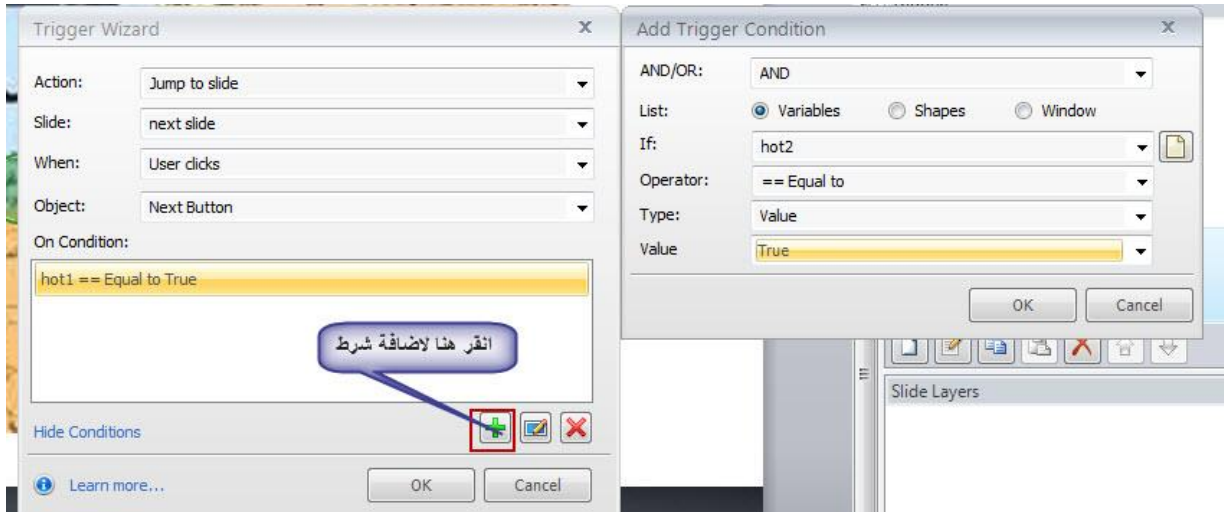 Trigger Wizard
x
Action:
Jump to slide
Slide:
next slide
When:
User clicks
Object:
Next Button
On Condition:
hot1 == Equal to True
انقر هنا لاضافة شرط
Hide Conditions
Learn more...
OK
Cancel
Add Trigger Condition
x
AND/OR:
AND
List:
Variables
Shapes
Window
If:
hot2
Operator:
== Equal to
Type:
Value
Value
True
OK
Cancel
Slide Layers